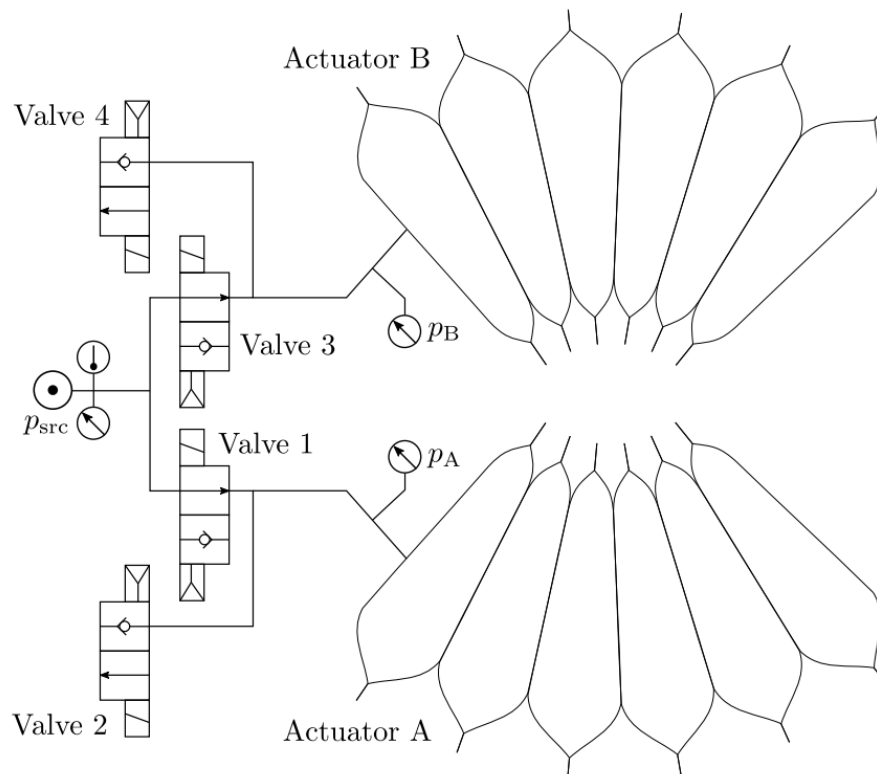 Actuator B
Valve 4
Valve 3
p_B
p_src
Valve 1
p_A
Valve 2
Actuator A